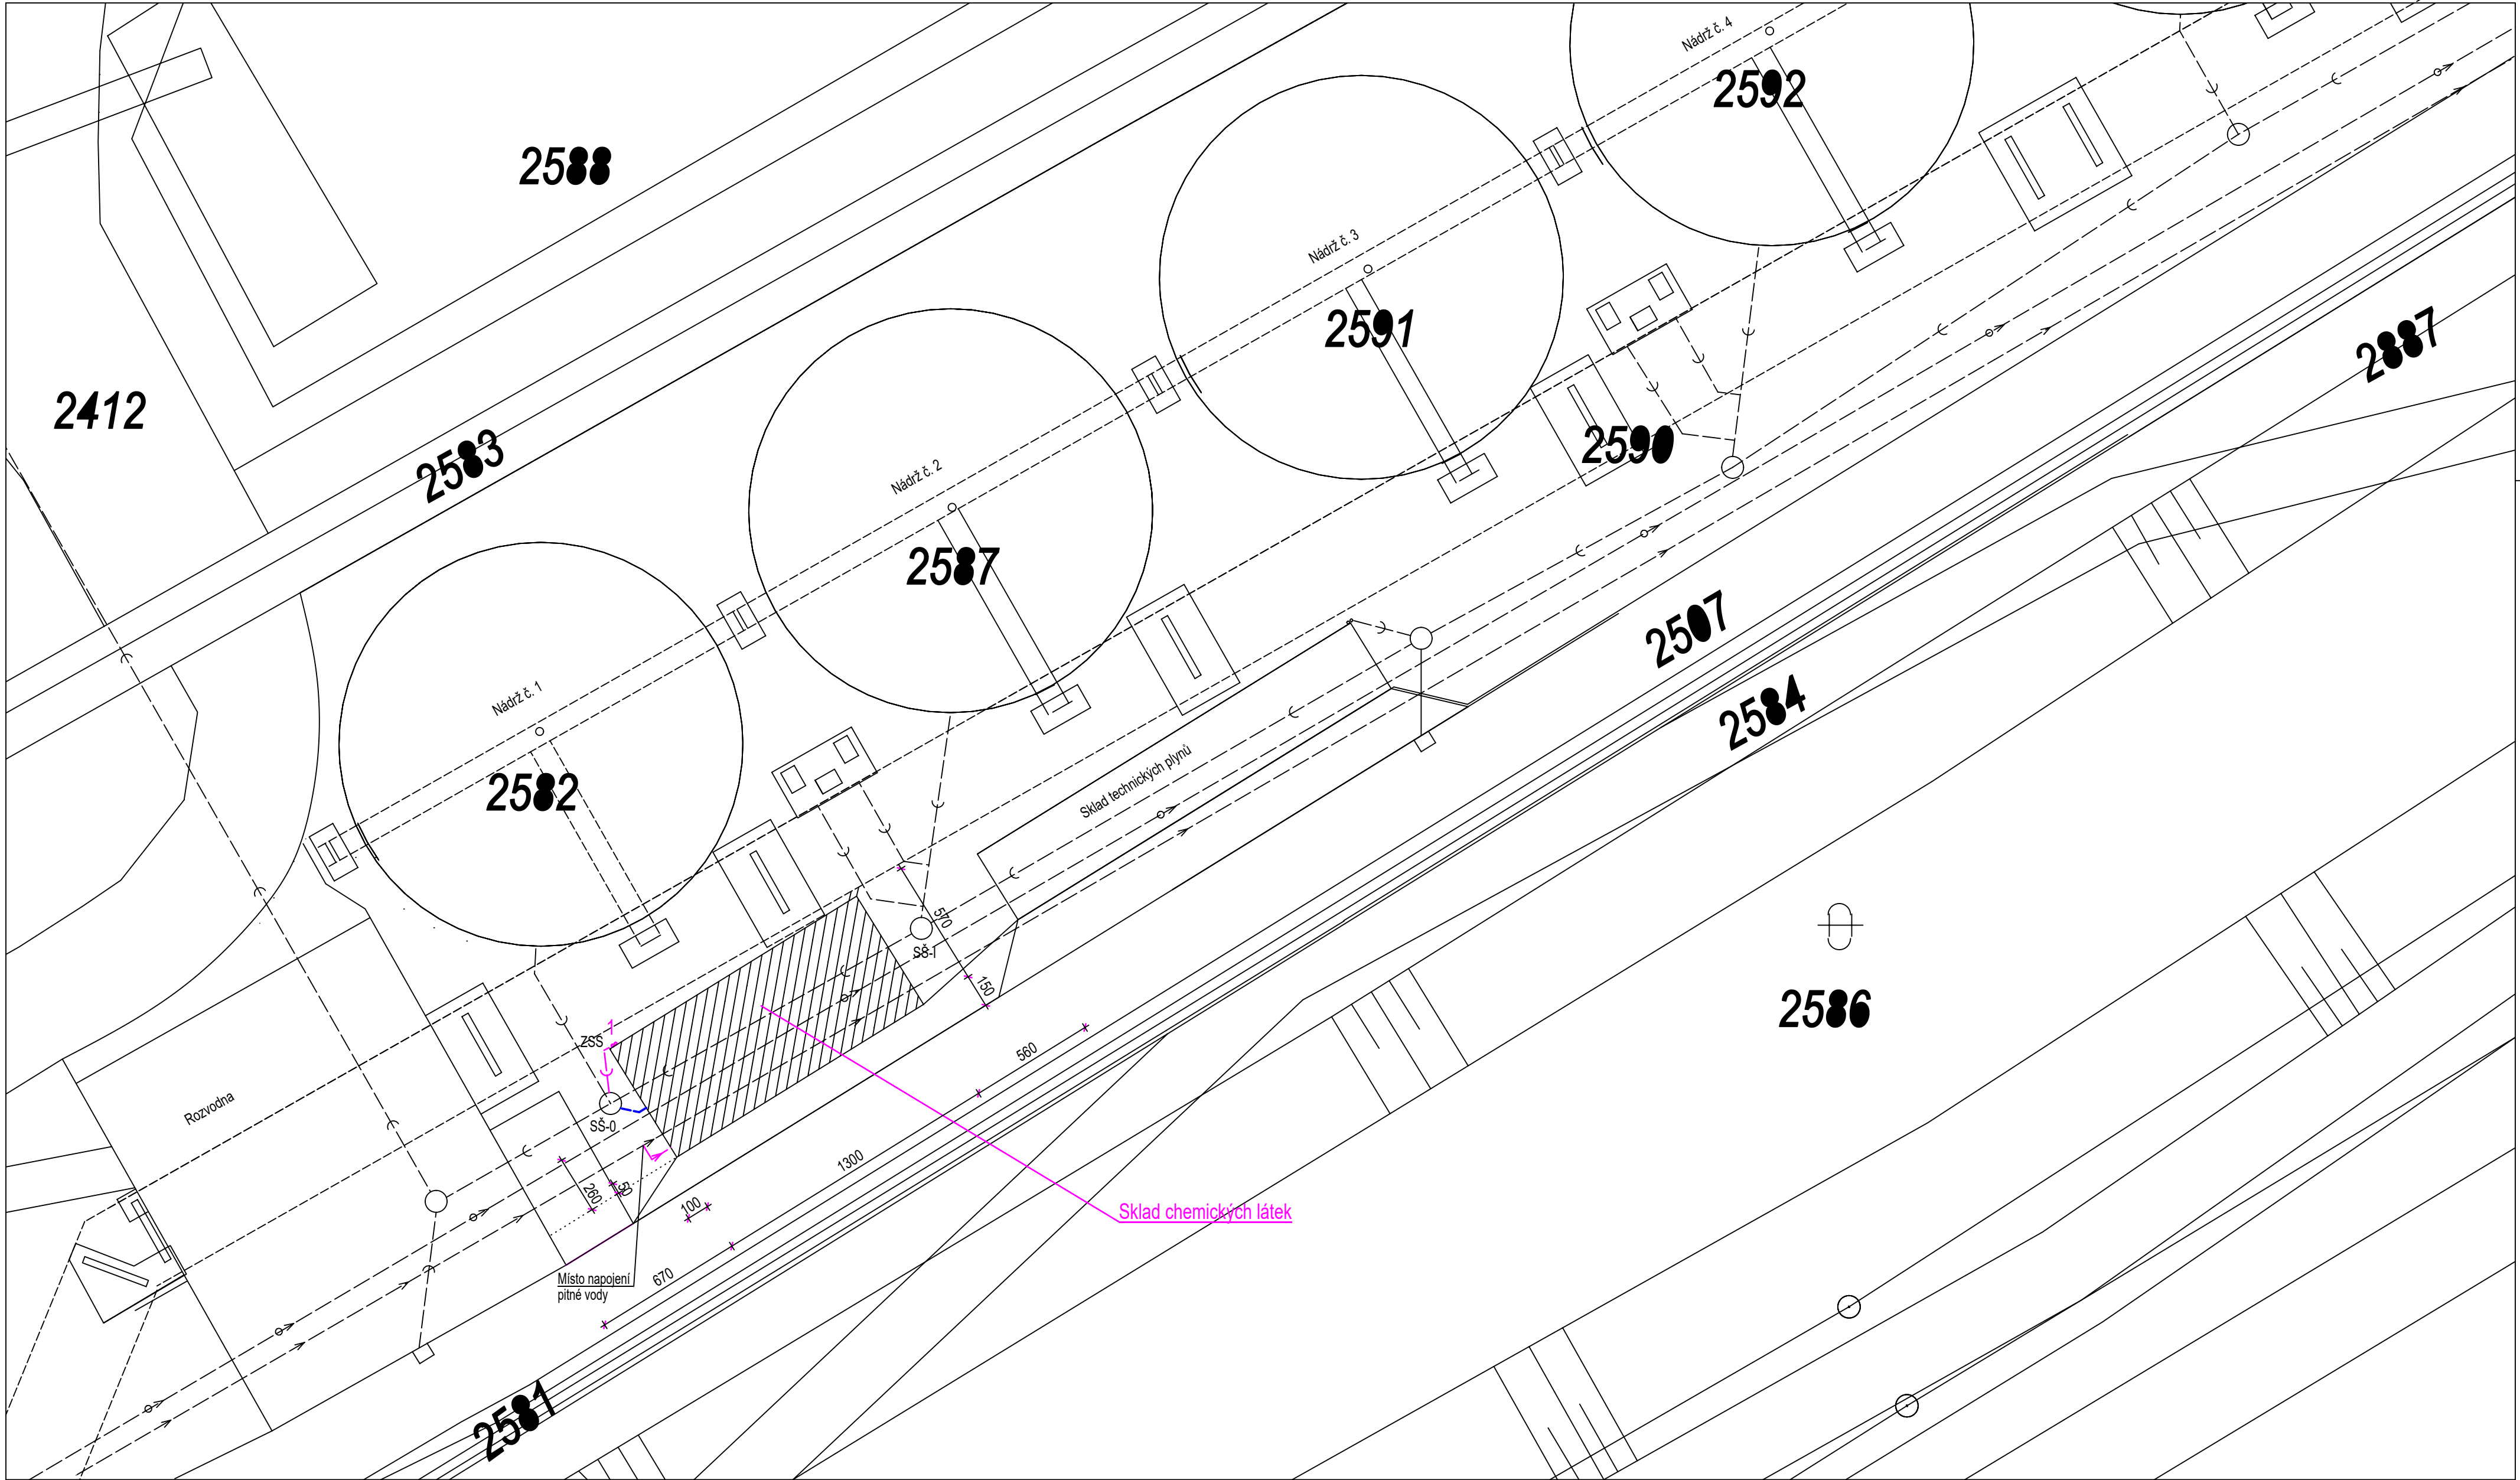 Nádrž č. 4
2592
2588
Nádrž č. 3
2591
2887
2412
2583
2590
Nádrž č. 2
2587
2507
Nádrž č. 1
2584
2582
Sklad technických plynů
570
SŠ-I
150
2586
1
ZSŠ
560
Rozvodna
SŠ-0
1300
260
50
100
Sklad chemických látek
Místo napojení
pitné vody
670
2581